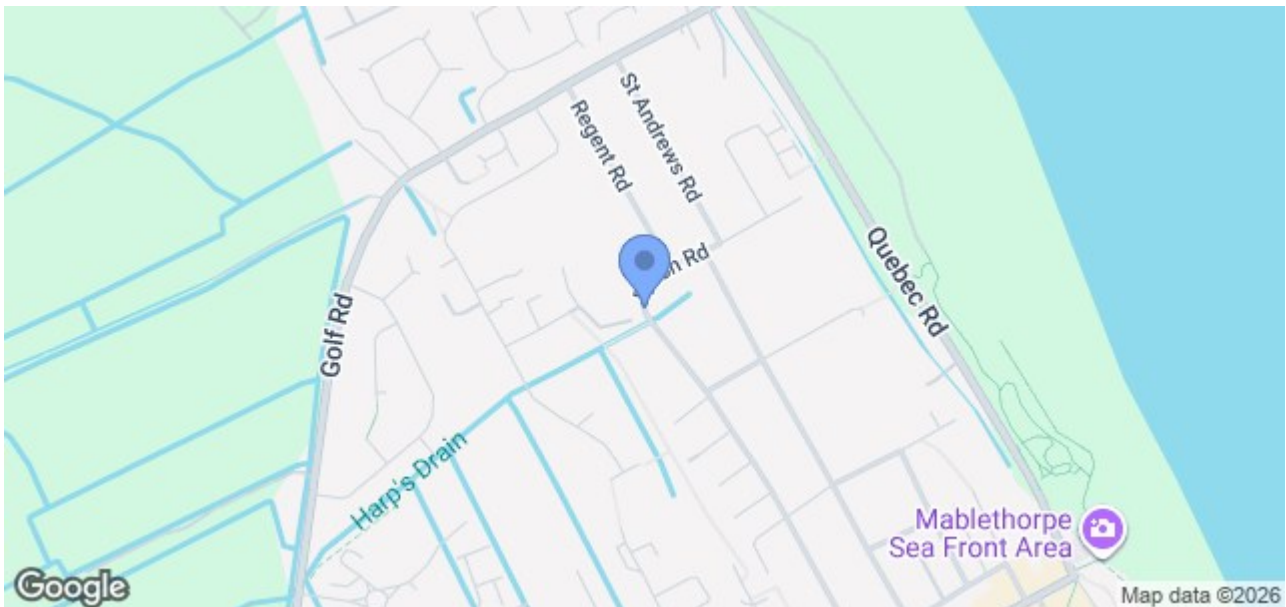 St Andrews Rd
Regent Rd
Rd
Quebec Rd
Golf Rd
Harp's Drain
Mablethorpe
Sea Front Area
Google
Map data ©2026